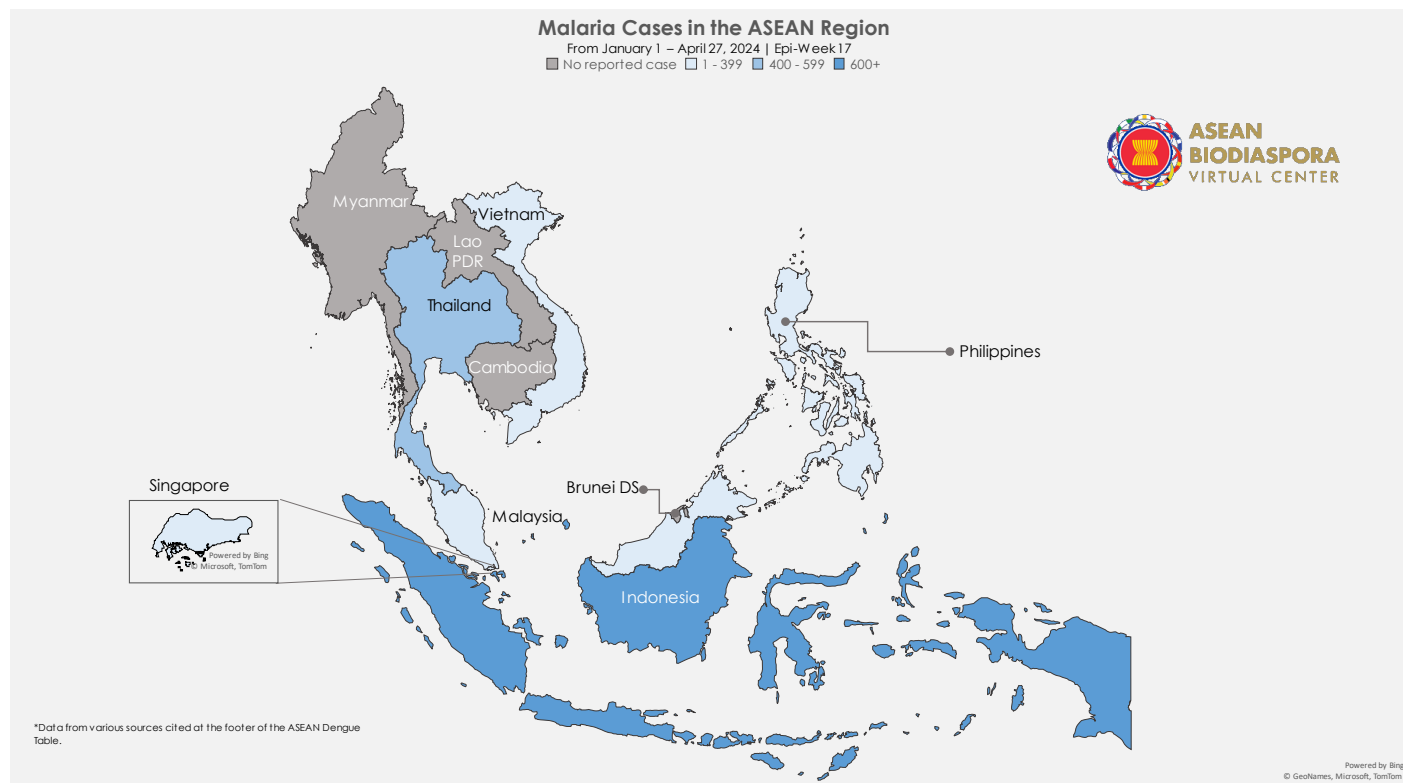 Malaria Cases in the ASEAN Region
From January 1 – April 27, 2024 | Epi-Week 17
No reported case 1 - 399 400 - 599 600+
ASEAN
BIODIASPORA
VIRTUAL CENTER
Myanmar
Vietnam
Lao
PDR
Thailand
Cambodia
Philippines
Singapore
Brunei DS
Malaysia
Powered by Bing
© Microsoft, TomTom
Indonesia
*Data from various sources cited at the footer of the ASEAN Dengue
Table.
Powered by Bing
© GeoNames, Microsoft, TomTom